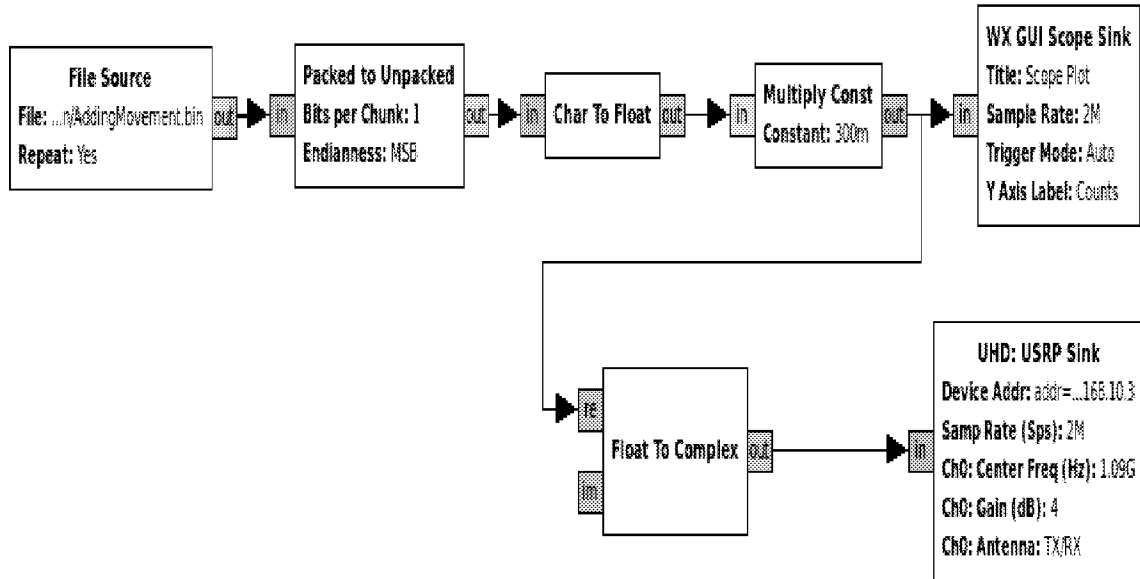 File Source
File: ...n/AddingMovement.bin
Repeat: Yes
out
in
Packed to Unpacked
Bits per Chunk: 1
Endianness: MSB
out
in
Char To Float
out
in
Multiply Const
Constant: 300m
out
in
WX GUI Scope Sink
Title: Scope Plot
Sample Rate: 2M
Trigger Mode: Auto
Y Axis Label: Counts
re
im
Float To Complex
out
in
UHD: USRP Sink
Device Addr: addr=...168.10.3
Samp Rate (Sps): 2M
Ch0: Center Freq (Hz): 1.09G
Ch0: Gain (dB): 4
Ch0: Antenna: TX/RX